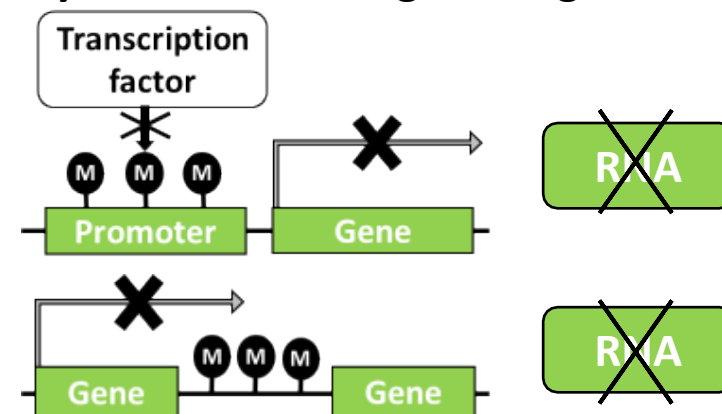 Transcription
factor
M M M
Promoter Gene RNA
M M M
Gene Gene RNA